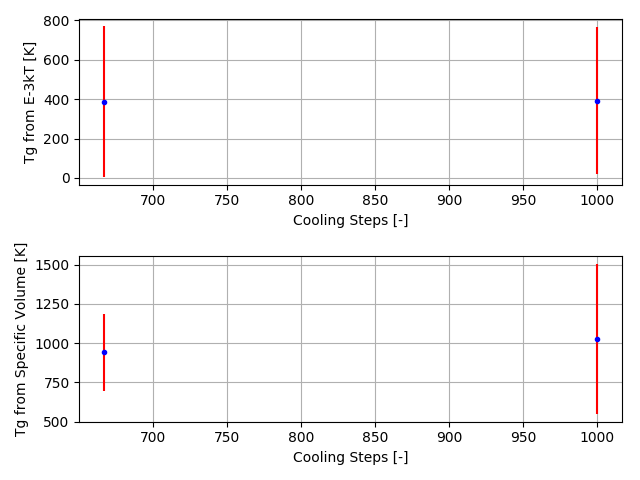 Tg from E-3kT [K]
800
600
400
200
0
700 750 800 850 900 950 1000
Cooling Steps [-]
Tg from Specific Volume [K]
1500
1250
1000
750
500
700 750 800 850 900 950 1000
Cooling Steps [-]